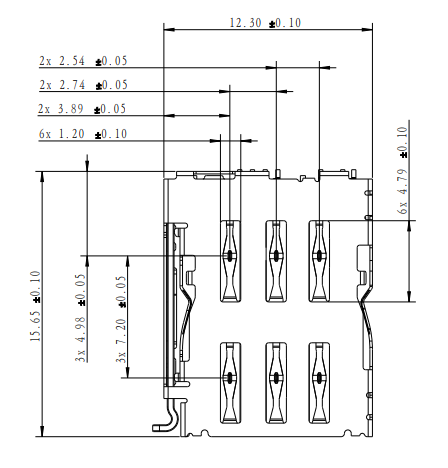 12.30 ±0.10
2x 2.54 ±0.05
2x 2.74 ±0.05
2x 3.89 ±0.05
6x 1.20 ±0.10
6x 4.79 ±0.10
15.65 ±0.10
3x 4.98 ±0.05
3x 7.20 ±0.05